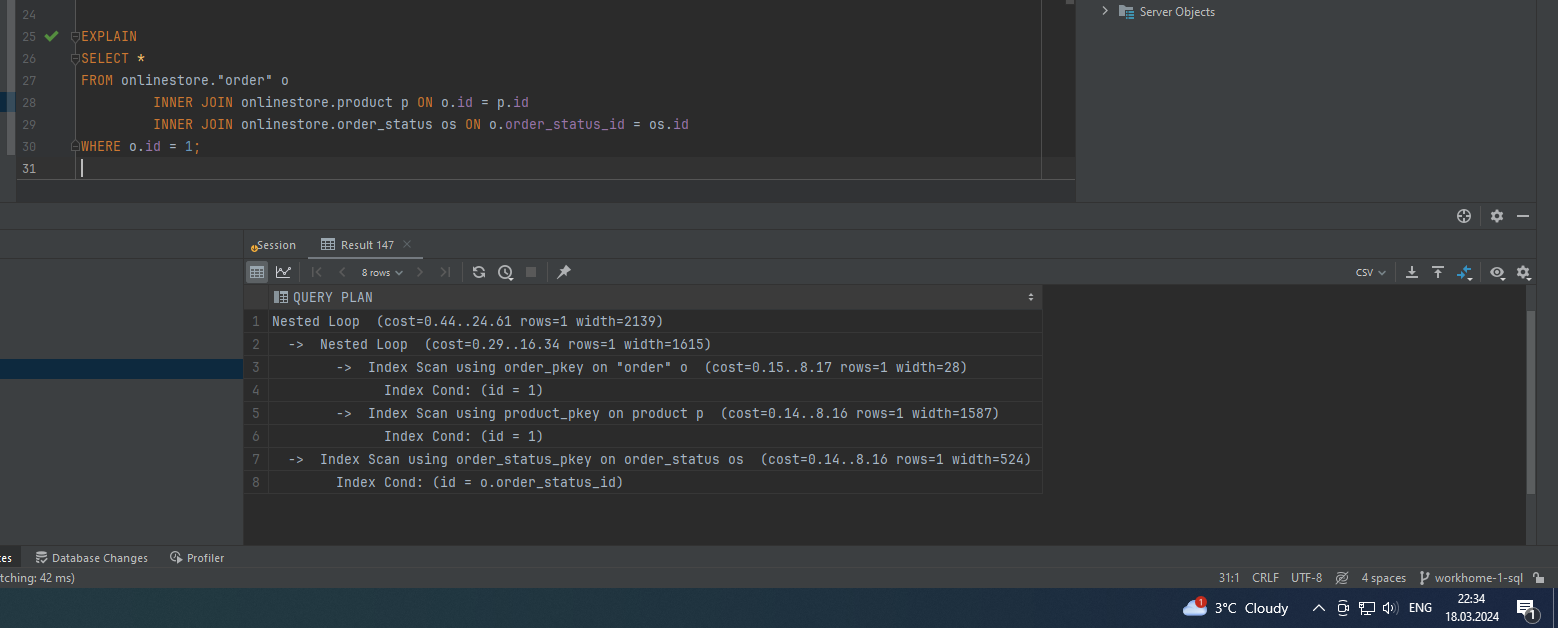 24
Server Objects
25 EXPLAIN
26 SELECT *
27 FROM onlinestore."order" o
28 INNER JOIN onlinestore.product p ON o.id = p.id
29 INNER JOIN onlinestore.order_status os ON o.order_status_id = os.id
30 WHERE o.id = 1;
31
Session Result 147
8 rows CSV
QUERY PLAN
1 Nested Loop (cost=0.44..24.61 rows=1 width=2139)
2 -> Nested Loop (cost=0.29..16.34 rows=1 width=1615)
3 -> Index Scan using order_pkey on "order" o (cost=0.15..8.17 rows=1 width=28)
4 Index Cond: (id = 1)
5 -> Index Scan using product_pkey on product p (cost=0.14..8.16 rows=1 width=1587)
6 Index Cond: (id = 1)
7 -> Index Scan using order_status_pkey on order_status os (cost=0.14..8.16 rows=1 width=524)
8 Index Cond: (id = o.order_status_id)
ces Database Changes Profiler
tching: 42 ms) 31:1 CRLF UTF-8 4 spaces workhome-1-sql
1 3°C Cloudy ENG 22:34
18.03.2024 1